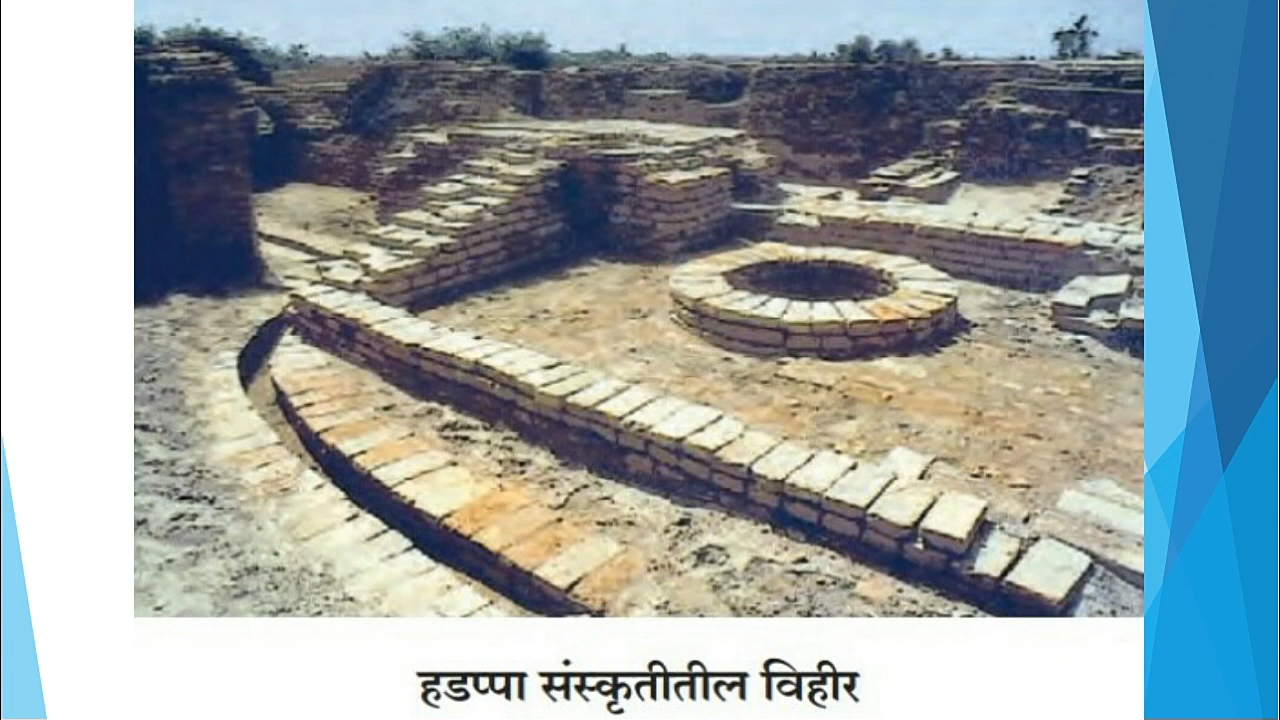 हडप्पा संस्कृतीतील विहीर